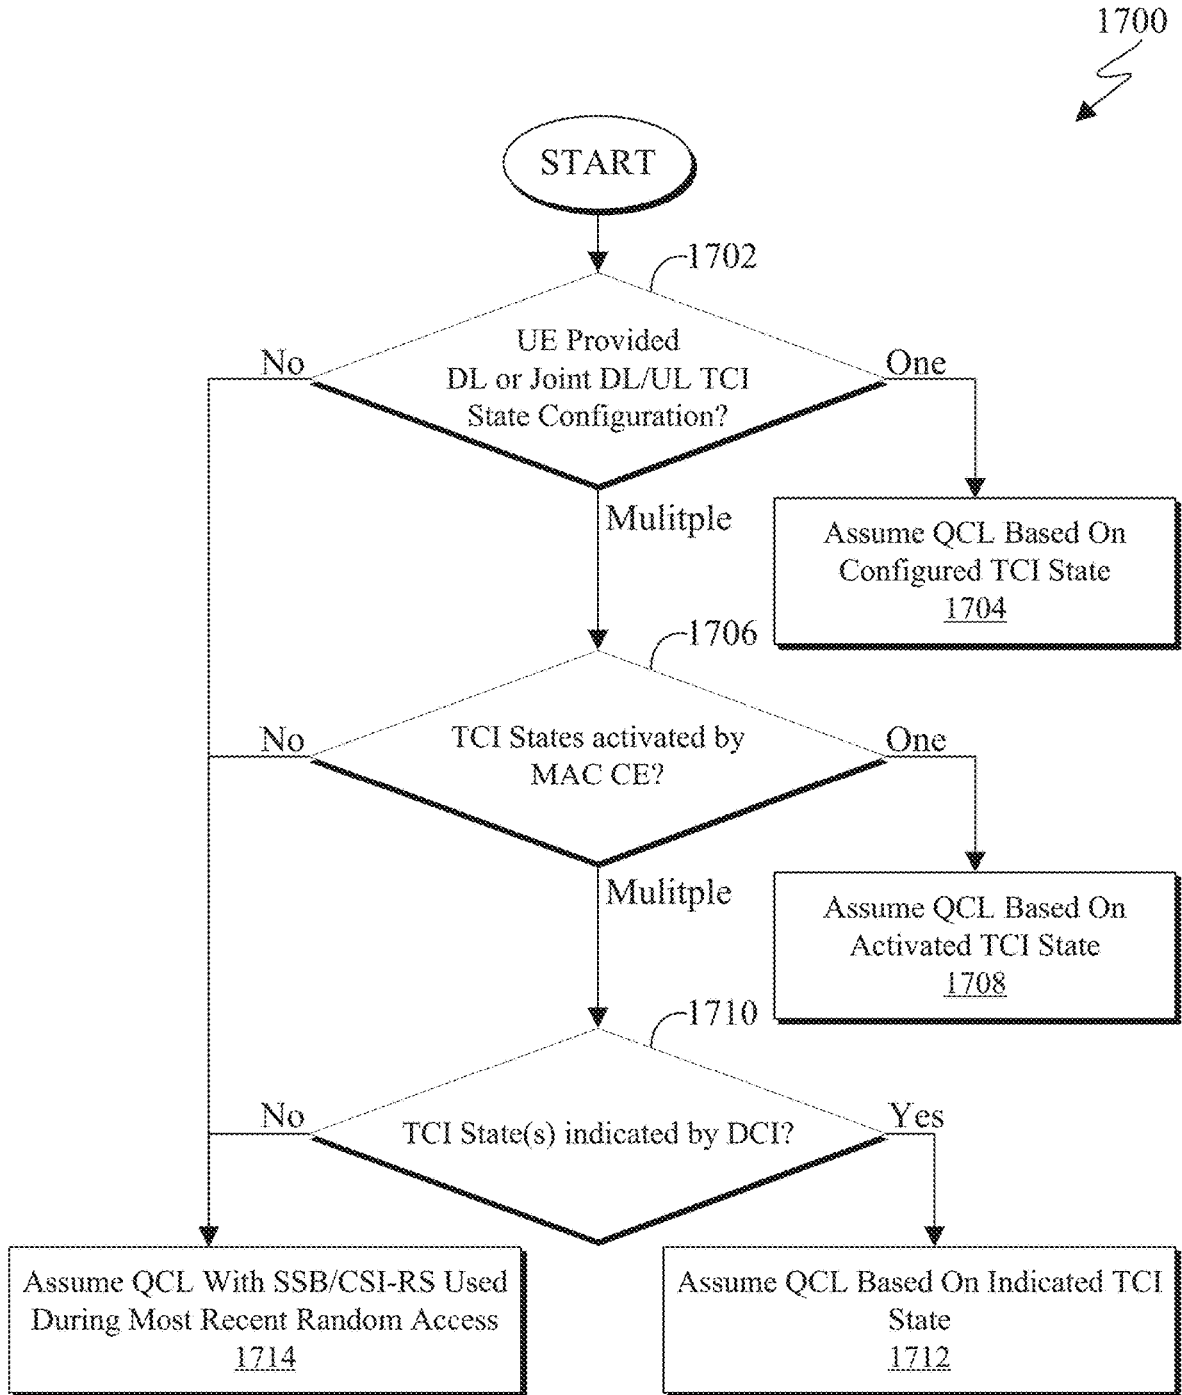 1700
START
1702
UE Provided
DL or Joint DL/UL TCI
State Configuration?
No
One
Mulitple
Assume QCL Based On
Configured TCI State
1704
1706
TCI States activated by
MAC CE?
No
One
Mulitple
Assume QCL Based On
Activated TCI State
1708
1710
TCI State(s) indicated by DCI?
No
Yes
Assume QCL With SSB/CSI-RS Used
During Most Recent Random Access
1714
Assume QCL Based On Indicated TCI
State
1712